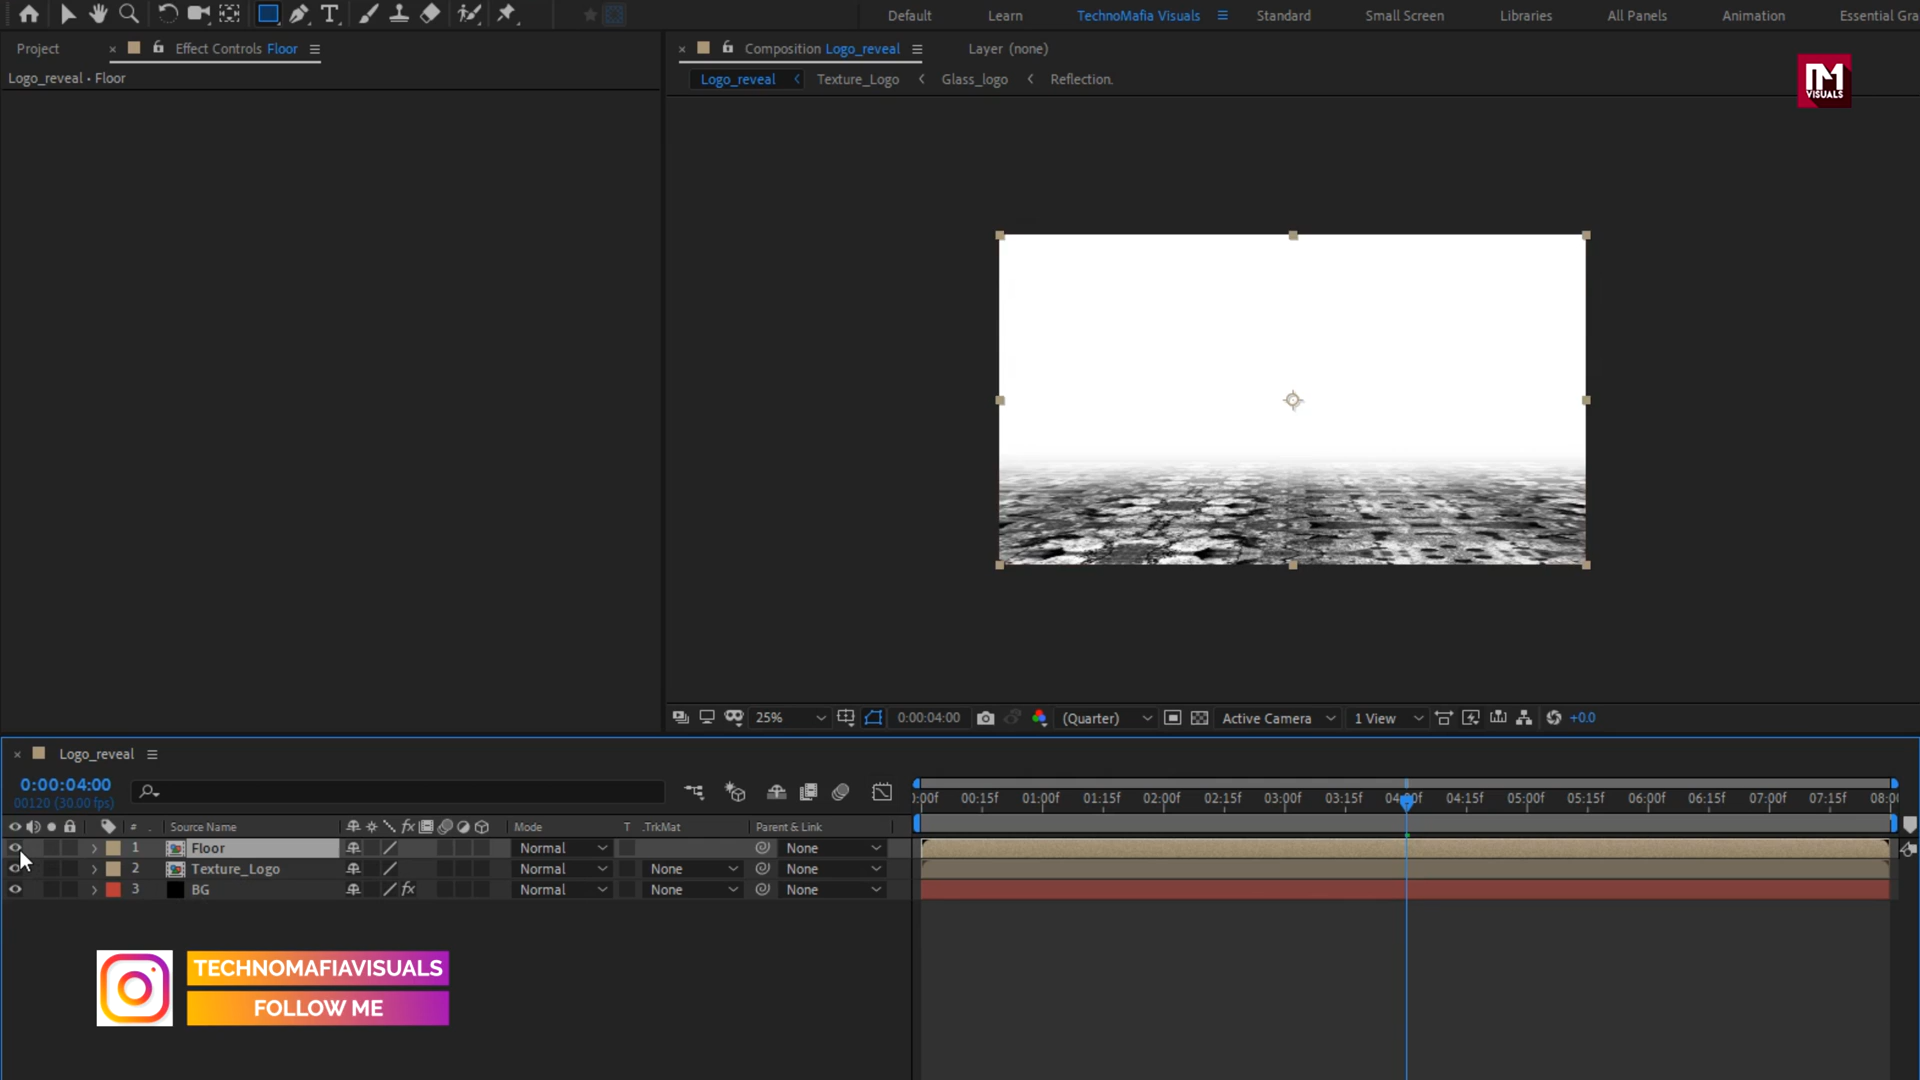 Default
Learn
TechnoMafia Visuals
Standard
Small Screen
Libraries
All Panels
Animation
Essential Gra
Project
Effect Controls Floor
Composition Logo_reveal
Layer (none)
Logo_reveal • Floor
Logo_reveal
Texture_Logo
Glass_logo
Reflection.
VISUALS
25%
0:00:04:00
(Quarter)
Active Camera
1 View
+0.0
Logo_reveal
0:00:04:00
00120 (30.00 fps)
):00f 00:15f 01:00f 01:15f 02:00f 02:15f 03:00f 03:15f 04:00f 04:15f 05:00f 05:15f 06:00f 06:15f 07:00f 07:15f 08:00
# . Source Name fx Mode T .TrkMat Parent & Link
1 Floor Normal None
2 Texture_Logo Normal None None
3 BG fx Normal None None
TECHNOMAFIAVISUALS
FOLLOW ME